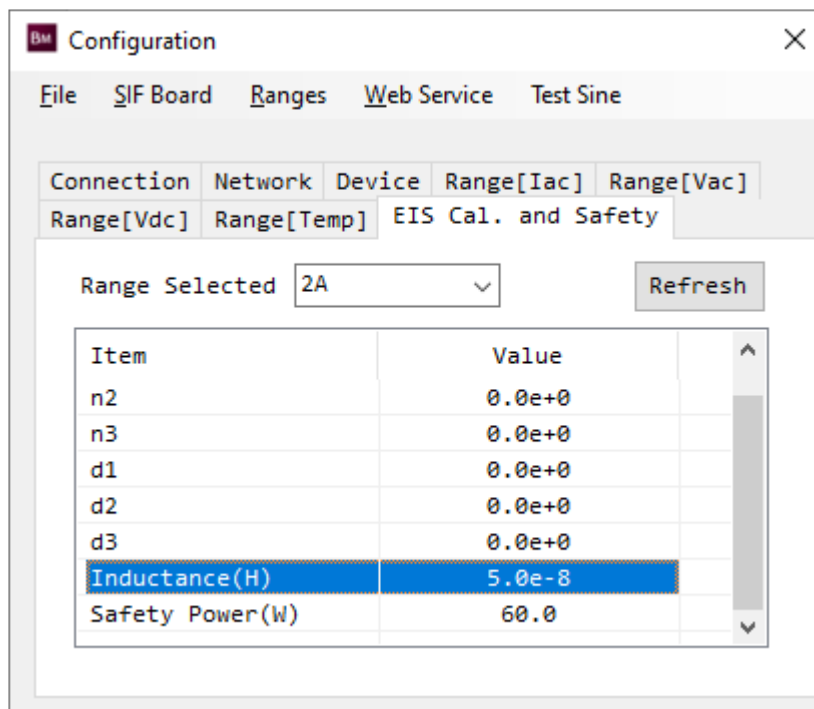 BM Configuration
File SIF Board Ranges Web Service Test Sine
Connection Network Device Range[Iac] Range[Vac]
Range[Vdc] Range[Temp] EIS Cal. and Safety
Range Selected 2A Refresh
Item Value
n2 0.0e+0
n3 0.0e+0
d1 0.0e+0
d2 0.0e+0
d3 0.0e+0
Inductance(H) 5.0e-8
Safety Power(W) 60.0